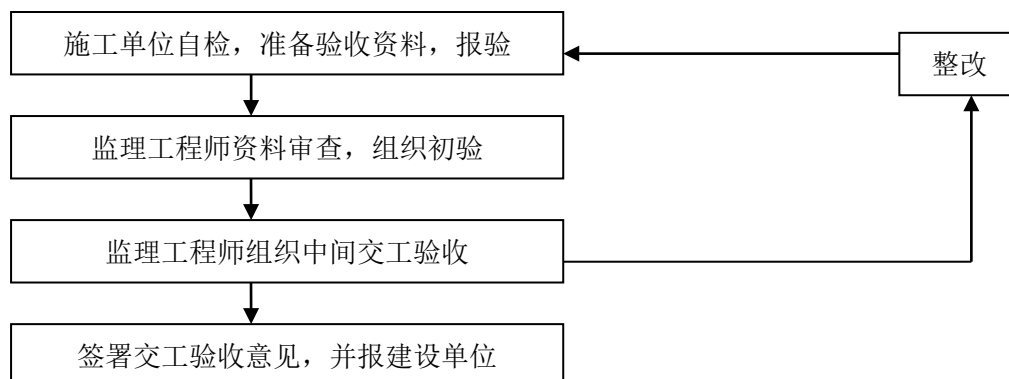 施工单位自检，准备验收资料，报验
整改
监理工程师资料审查，组织初验
监理工程师组织中间交工验收
签署交工验收意见，并报建设单位